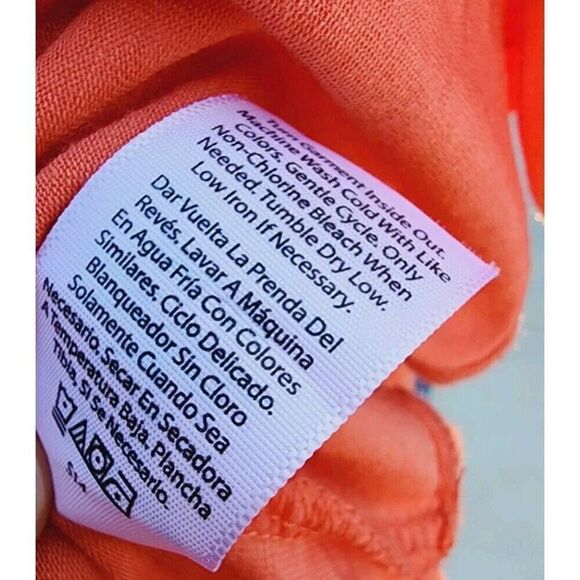 Turn Garment Inside Out.
Machine Wash Cold With Like
Colors. Gentle Cycle. Only
Non-Chlorine Bleach When
Needed. Tumble Dry Low.
Low Iron If Necessary.
Dar Vuelta La Prenda Del
Revés, Lavar A Máquina
En Agua Fría Con Colores
Similares. Ciclo Delicado.
Blanqueador Sin Cloro
Solamente Cuando Sea
Necesario. Secar En Secadora
A Temperatura Baja. Plancha
Tibia, Si Se Necesario.